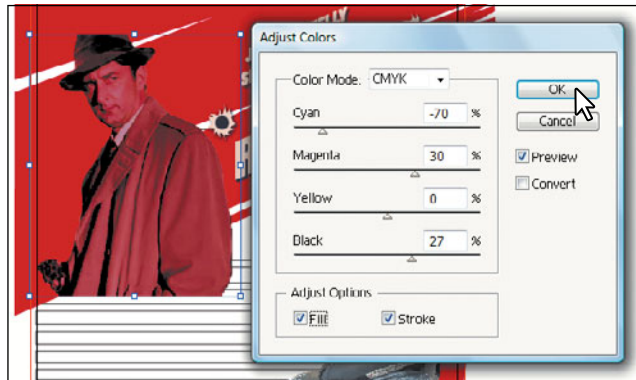 Adjust Colors
Color Mode: CMYK
OK
Cyan -70 %
Cancel
Magenta 30 %
Preview
Convert
Yellow 0 %
Black 27 %
Adjust Options
Fill Stroke